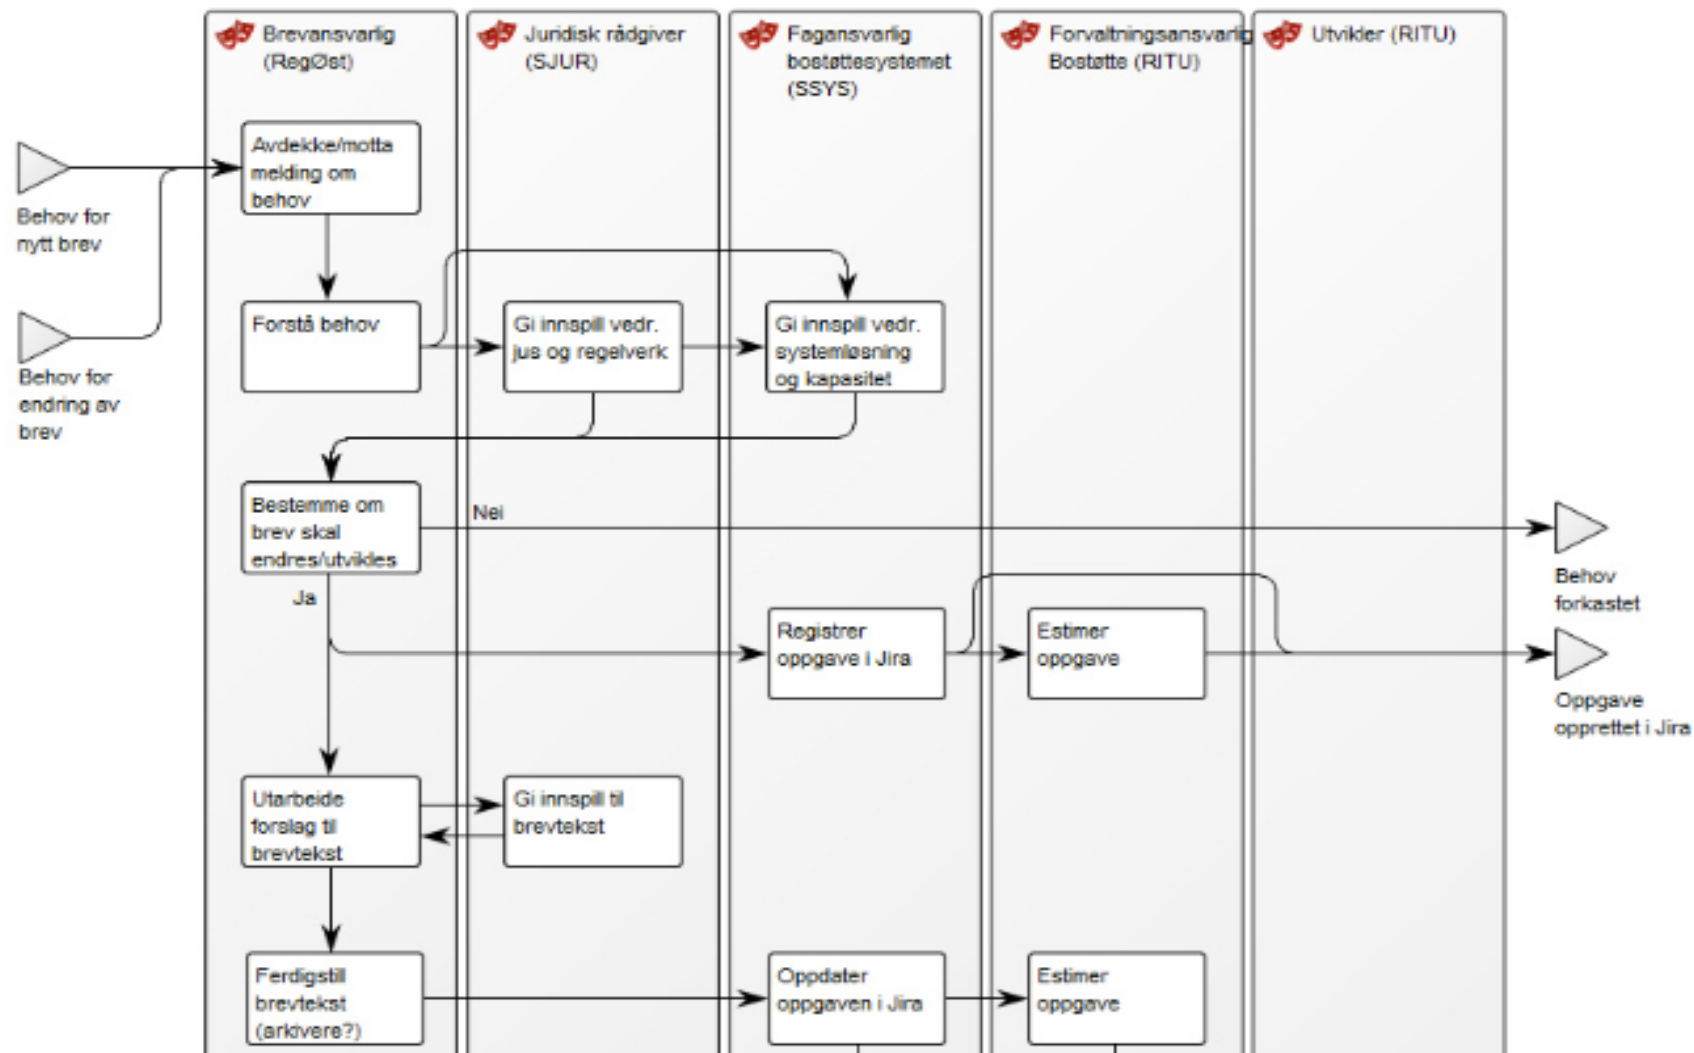 Brevansvarlig
(RegØst)
Juridisk rådgiver
(SJUR)
Fagansvarlig
bostøttesystemet
(SSYS)
Forvaltningsansvarlig
Bostøtte (RITU)
Utvikler (RITU)
Avdekke/motta
melding om
behov
Behov for
nytt brev
Forstå behov
Gi innspill vedr.
jus og regelverk
Gi innspill vedr.
systemløsning
og kapasitet
Behov for
endring av
brev
Bestemme om
brev skal
endres/utvikles
Nei
Behov
forkastet
Ja
Registrer
oppgave i Jira
Estimer
oppgave
Oppgave
opprettet i Jira
Utarbeide
forslag til
brevtekst
Gi innspill til
brevtekst
Ferdigstill
brevtekst
(arkivere?)
Oppdater
oppgaven i Jira
Estimer
oppgave